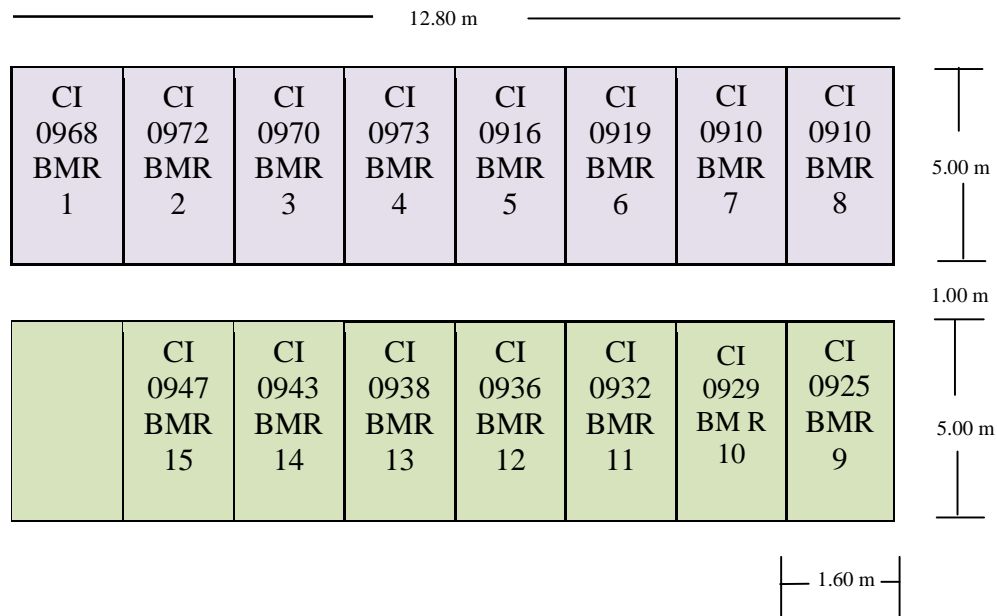 12.80 m
CI
0968
BMR
1
CI
0972
BMR
2
CI
0970
BMR
3
CI
0973
BMR
4
CI
0916
BMR
5
CI
0919
BMR
6
CI
0910
BMR
7
CI
0910
BMR
8
5.00 m
1.00 m
CI
0947
BMR
15
CI
0943
BMR
14
CI
0938
BMR
13
CI
0936
BMR
12
CI
0932
BMR
11
CI
0929
BM R
10
CI
0925
BMR
9
5.00 m
1.60 m